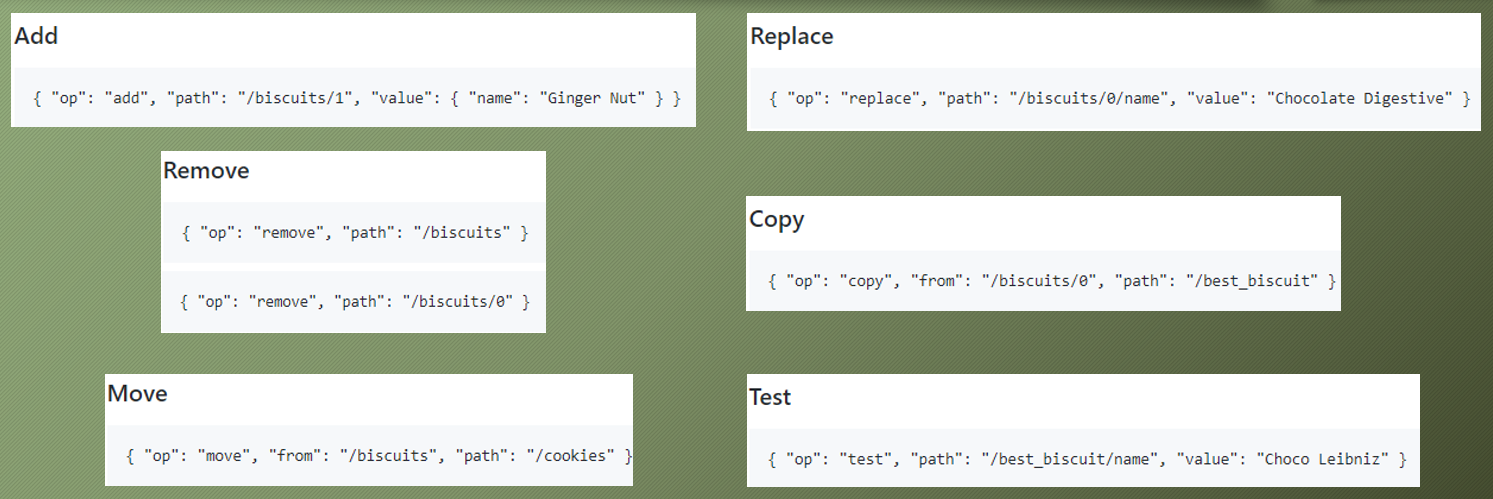 Add
{ "op": "add", "path": "/biscuits/1", "value": { "name": "Ginger Nut" } }
Replace
{ "op": "replace", "path": "/biscuits/0/name", "value": "Chocolate Digestive" }
Remove
{ "op": "remove", "path": "/biscuits" }
{ "op": "remove", "path": "/biscuits/0" }
Copy
{ "op": "copy", "from": "/biscuits/0", "path": "/best_biscuit" }
Move
{ "op": "move", "from": "/biscuits", "path": "/cookies" }
Test
{ "op": "test", "path": "/best_biscuit/name", "value": "Choco Leibniz" }